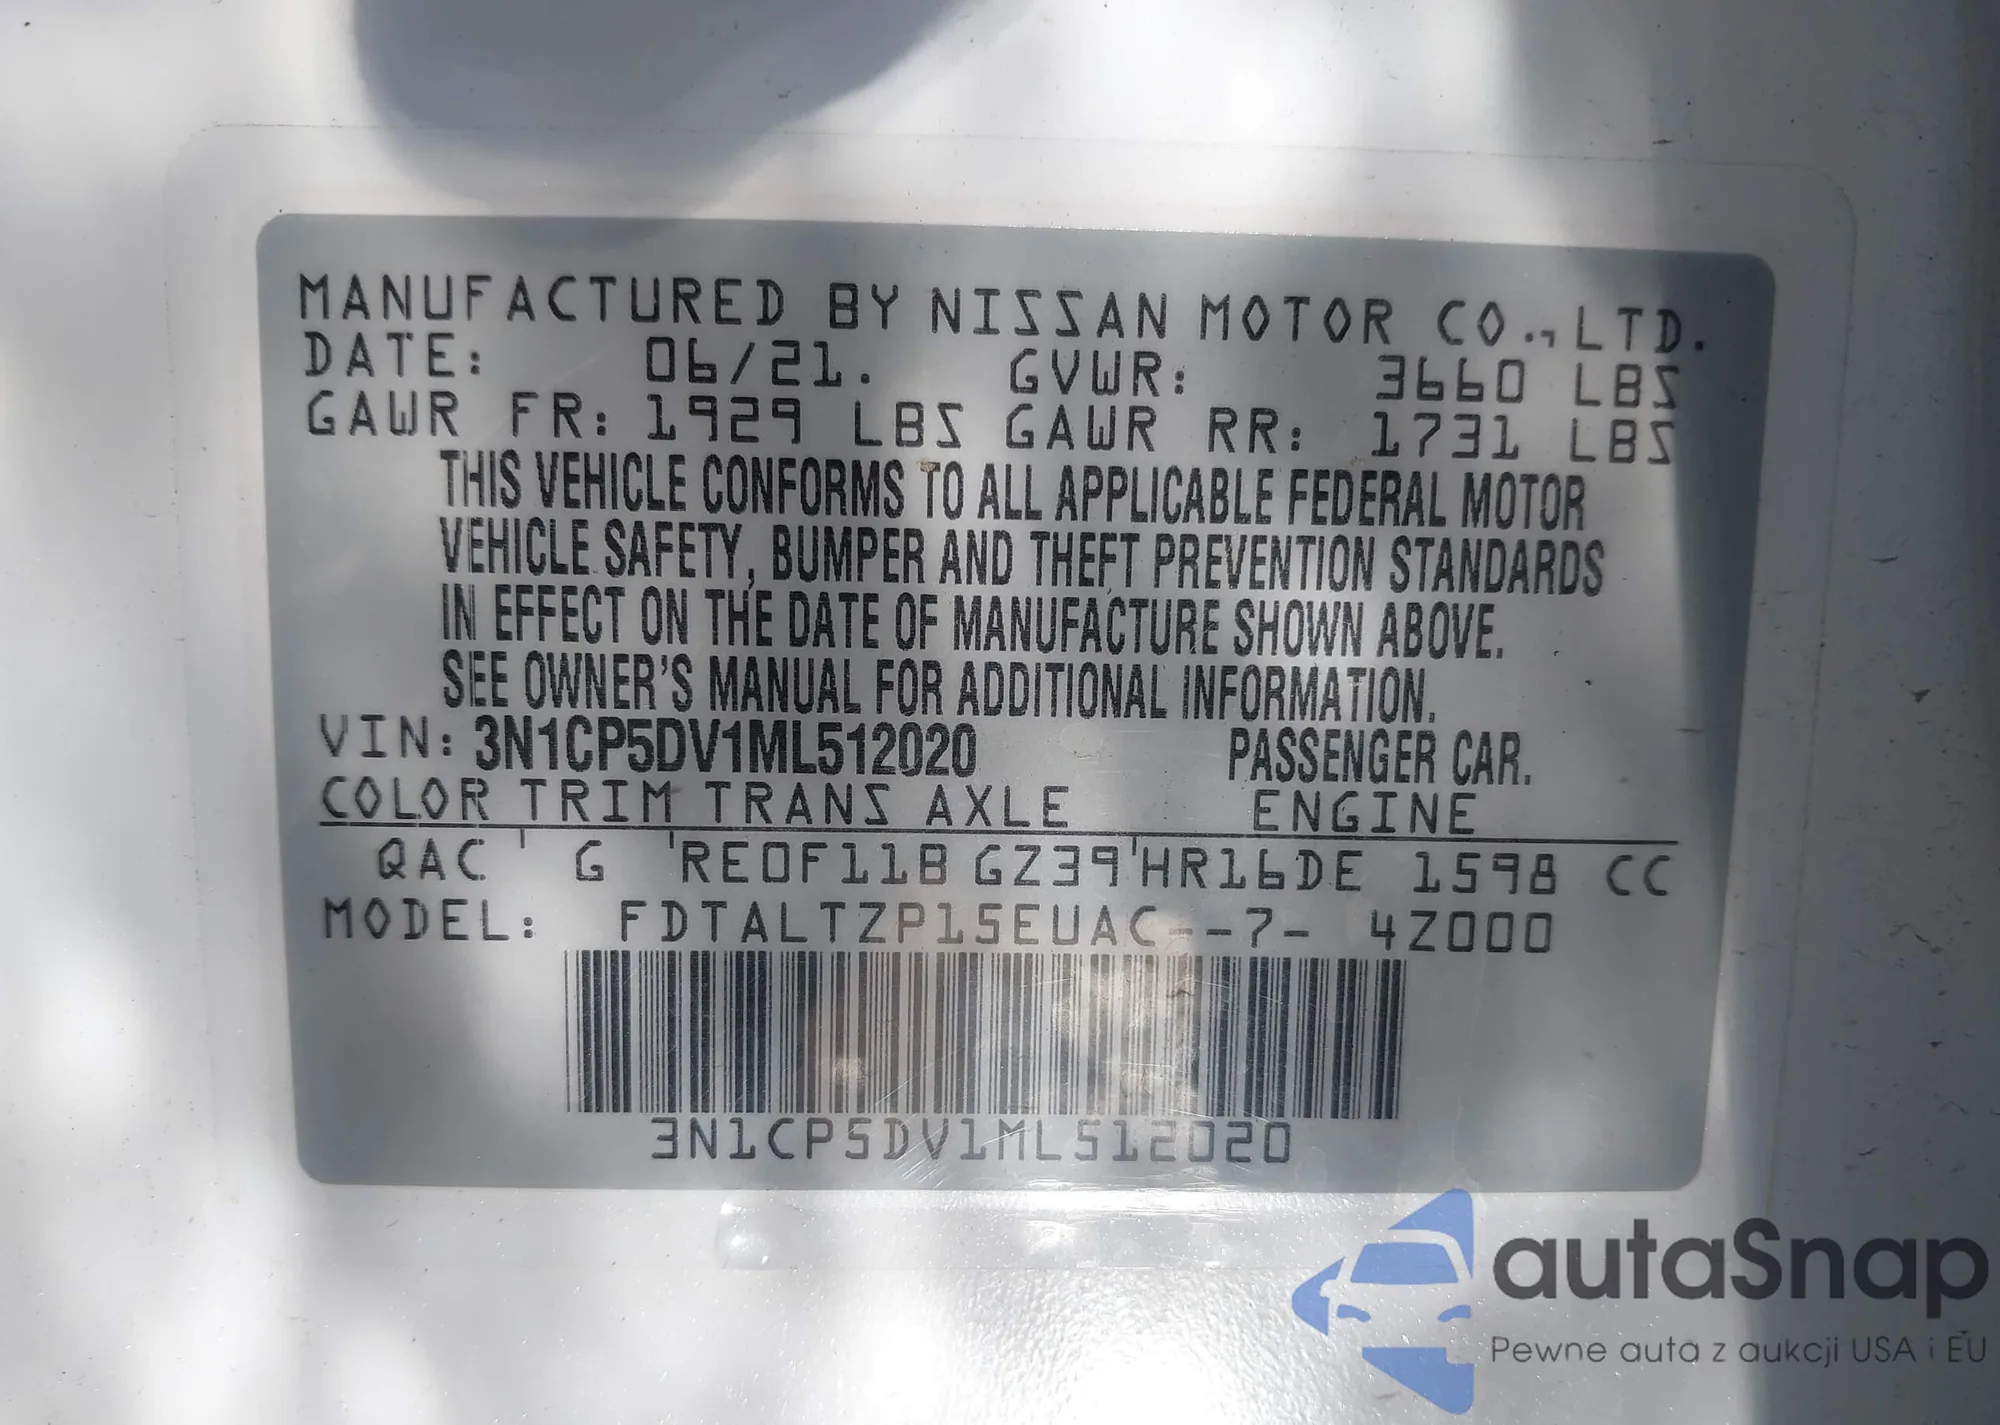 MANUFACTURED BY NISSAN MOTOR CO., LTD.
DATE: 06/21. GVWR: 3660 LBS
GAWR FR: 1929 LBS GAWR RR: 1731 LBS
THIS VEHICLE CONFORMS TO ALL APPLICABLE FEDERAL MOTOR
VEHICLE SAFETY, BUMPER AND THEFT PREVENTION STANDARDS
IN EFFECT ON THE DATE OF MANUFACTURE SHOWN ABOVE.
SEE OWNER'S MANUAL FOR ADDITIONAL INFORMATION.
VIN: 3N1CP5DV1ML512020 PASSENGER CAR.
COLOR TRIM TRANS AXLE ENGINE
QAC ' G 'RE0F11B GZ39'HR16DE 1598 CC
MODEL: FDTALTZP15EUAC--7- 4Z000
3N1CP5DV1ML512020
autaSnap
Pewne auta z aukcji USA i EU